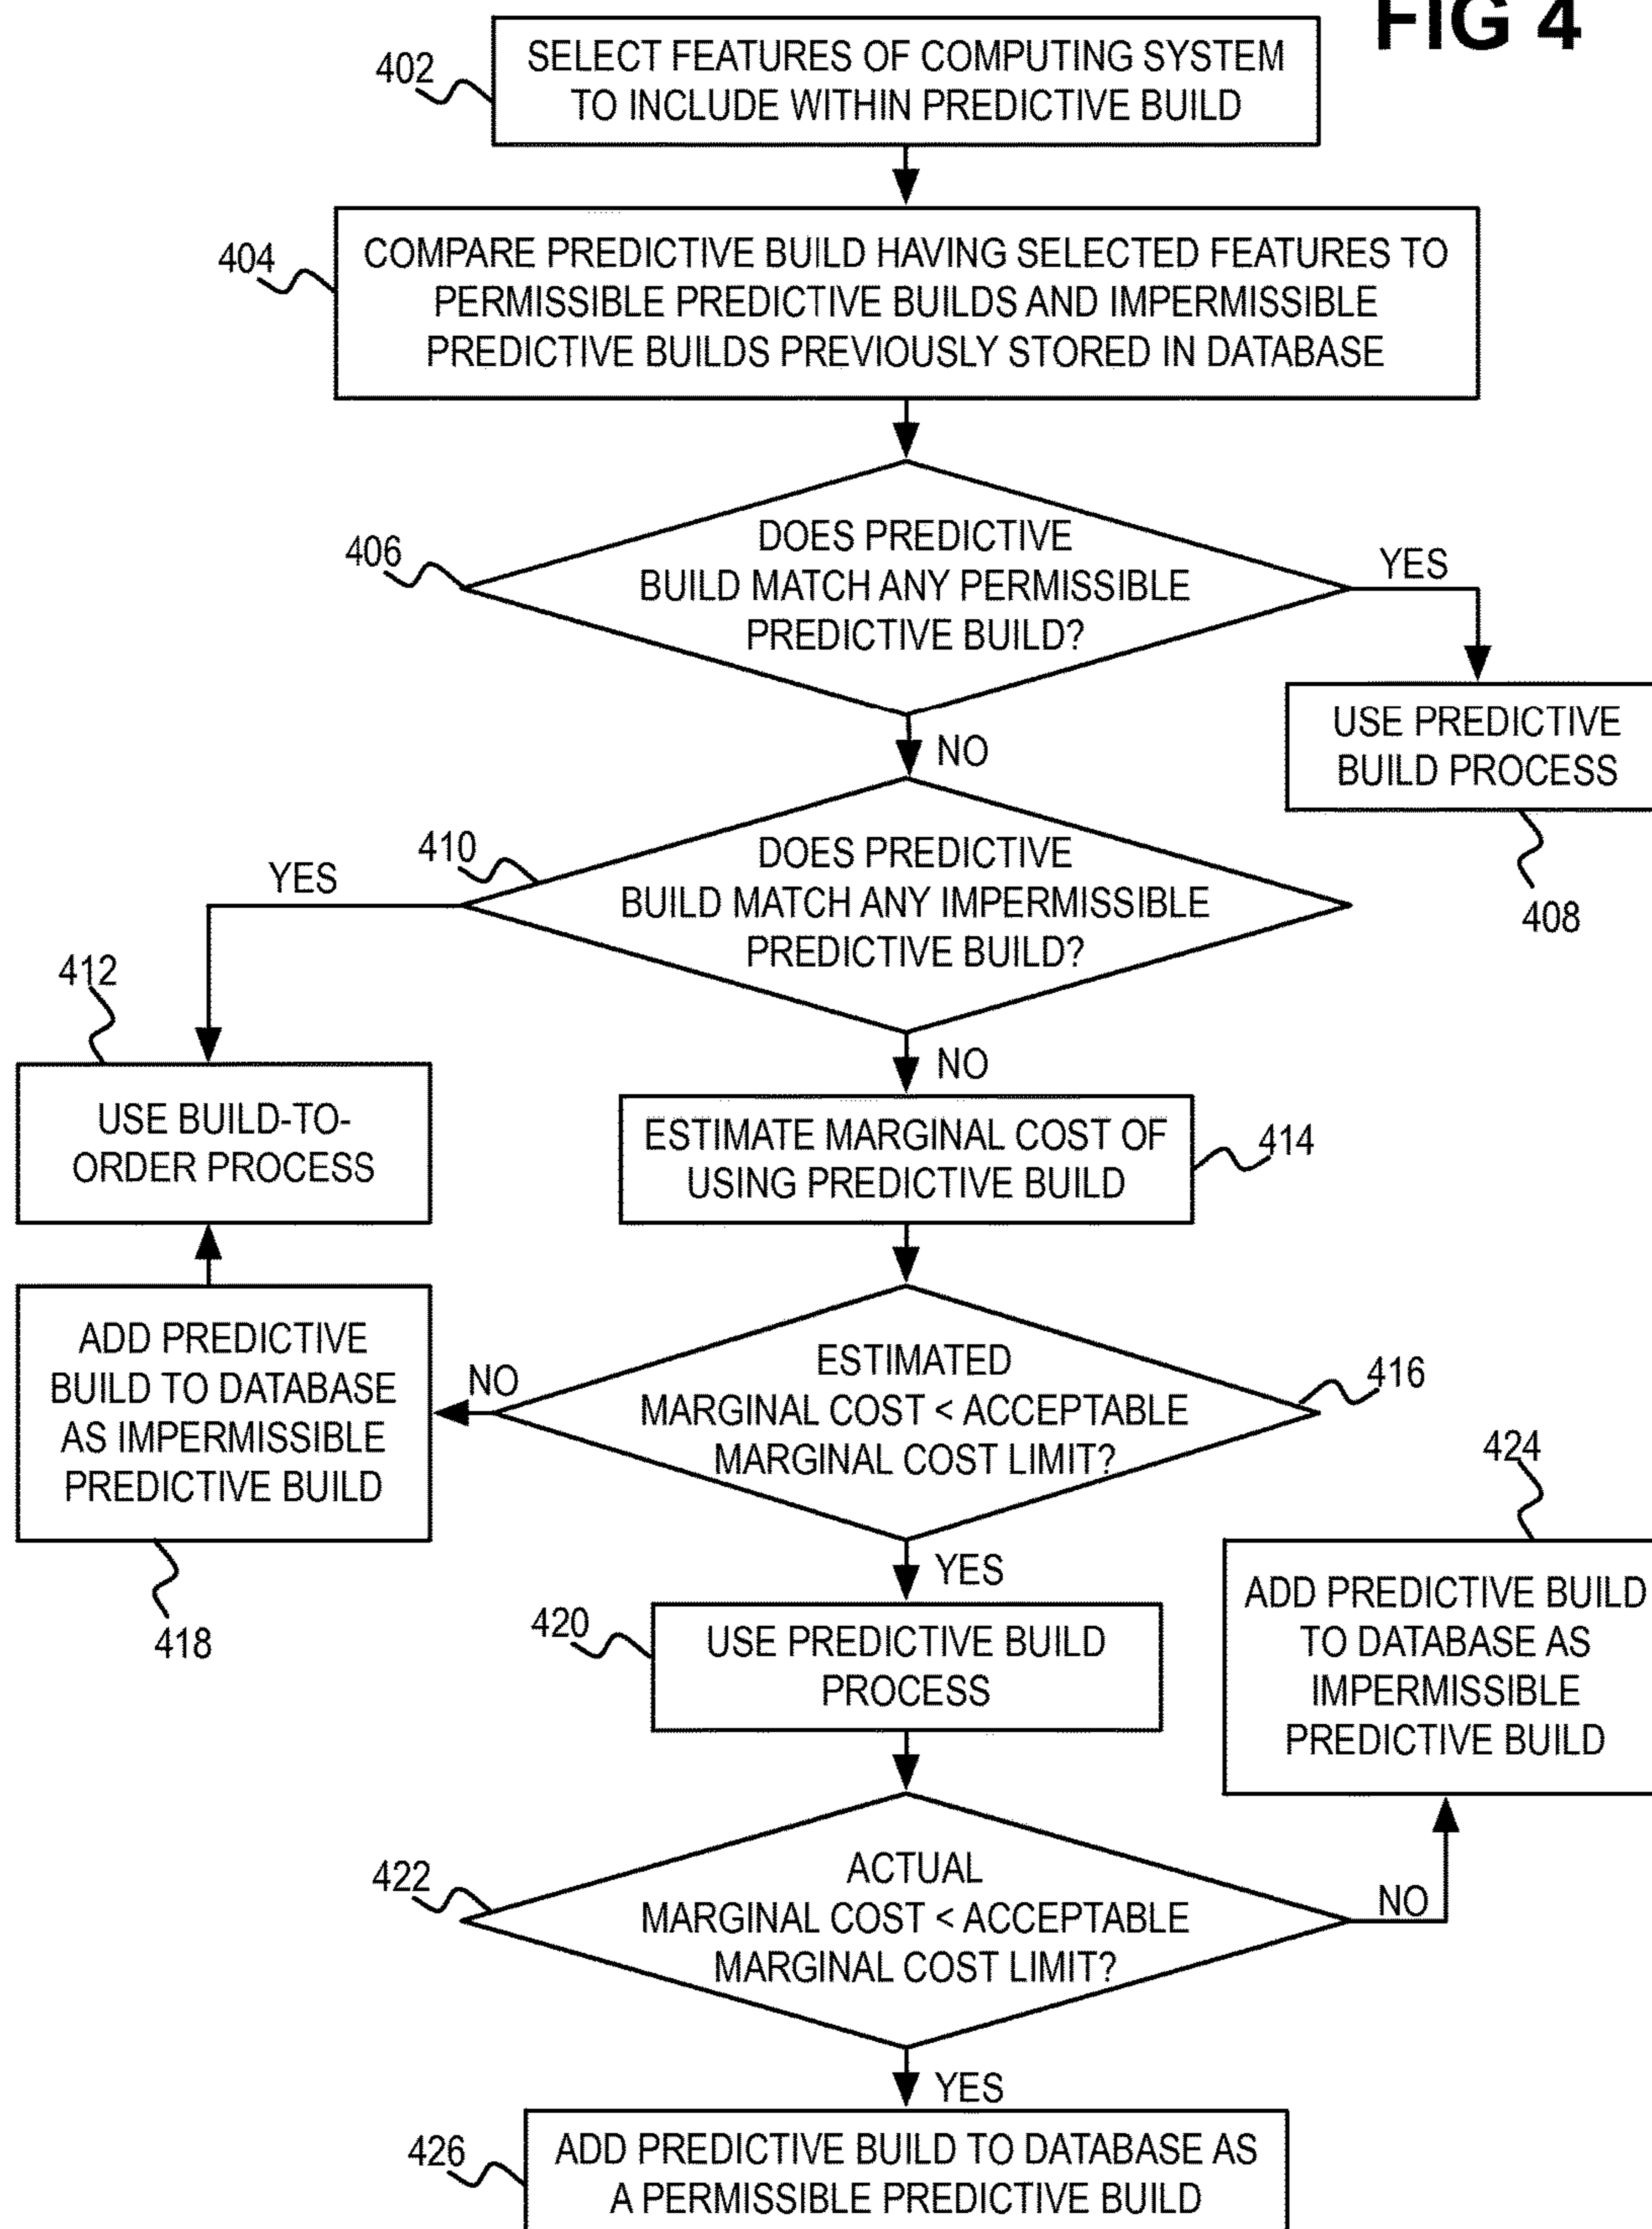 FIG 4
402
SELECT FEATURES OF COMPUTING SYSTEM
TO INCLUDE WITHIN PREDICTIVE BUILD
404
COMPARE PREDICTIVE BUILD HAVING SELECTED FEATURES TO
PERMISSIBLE PREDICTIVE BUILDS AND IMPERMISSIBLE
PREDICTIVE BUILDS PREVIOUSLY STORED IN DATABASE
406
DOES PREDICTIVE
BUILD MATCH ANY PERMISSIBLE
PREDICTIVE BUILD?
YES
USE PREDICTIVE
BUILD PROCESS
408
NO
410
DOES PREDICTIVE
BUILD MATCH ANY IMPERMISSIBLE
PREDICTIVE BUILD?
YES
412
USE BUILD-TO-
ORDER PROCESS
NO
ESTIMATE MARGINAL COST OF
USING PREDICTIVE BUILD
414
ESTIMATED
MARGINAL COST < ACCEPTABLE
MARGINAL COST LIMIT?
416
NO
ADD PREDICTIVE
BUILD TO DATABASE
AS IMPERMISSIBLE
PREDICTIVE BUILD
418
YES
420
USE PREDICTIVE BUILD
PROCESS
424
ADD PREDICTIVE BUILD
TO DATABASE AS
IMPERMISSIBLE
PREDICTIVE BUILD
422
ACTUAL
MARGINAL COST < ACCEPTABLE
MARGINAL COST LIMIT?
NO
YES
426
ADD PREDICTIVE BUILD TO DATABASE AS
A PERMISSIBLE PREDICTIVE BUILD